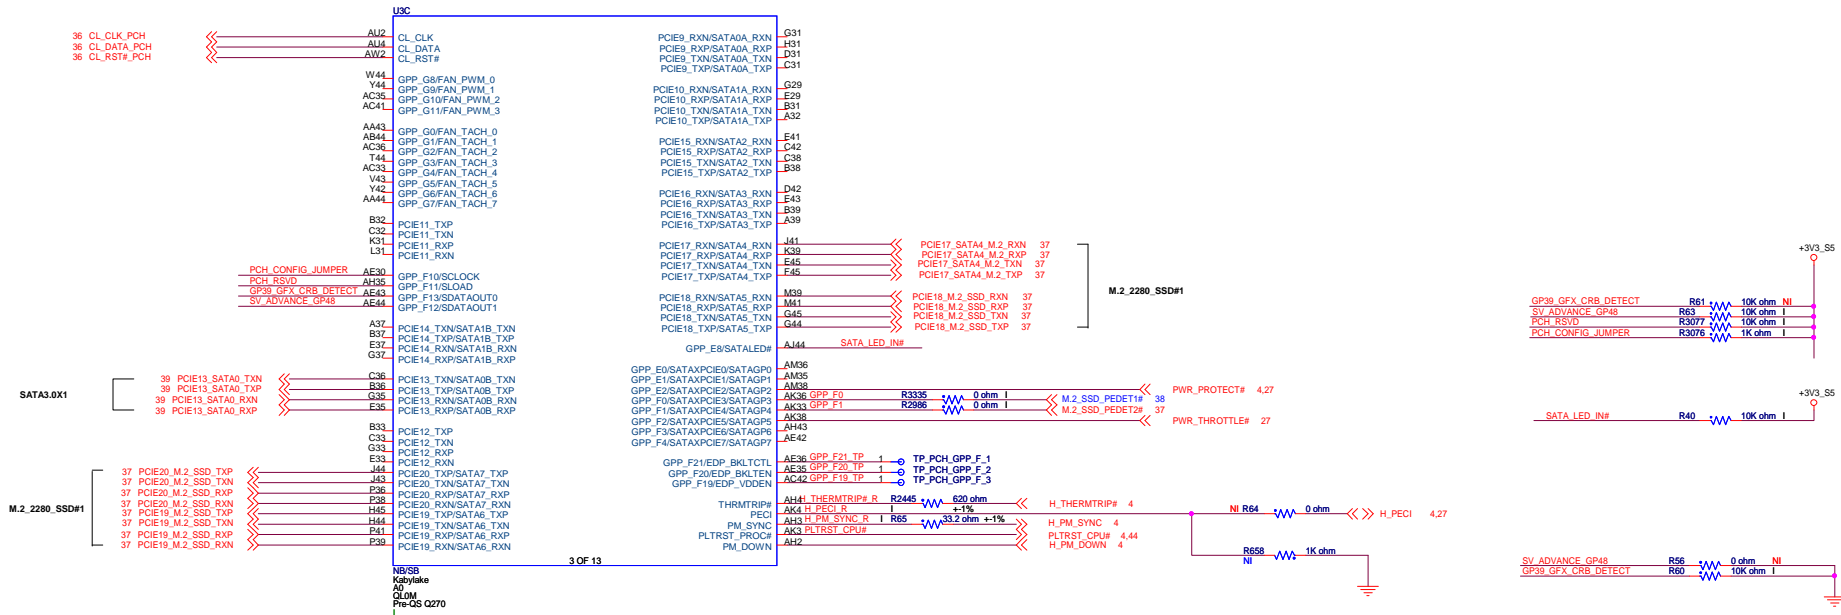 U3C
36 CL_CLK_PCH AU2 CL_CLK
36 CL_DATA_PCH AU4 CL_DATA
36 CL_RST#_PCH AW2 CL_RST#
W44 GPP_G8/FAN_PWM_0
Y44 GPP_G9/FAN_PWM_1
AC35 GPP_G10/FAN_PWM_2
AC41 GPP_G11/FAN_PWM_3
AA43 GPP_G0/FAN_TACH_0
AB44 GPP_G1/FAN_TACH_1
AC36 GPP_G2/FAN_TACH_2
T44 GPP_G3/FAN_TACH_3
AC33 GPP_G4/FAN_TACH_4
V43 GPP_G5/FAN_TACH_5
Y42 GPP_G6/FAN_TACH_6
AA44 GPP_G7/FAN_TACH_7
B32 PCIE11_TXP
C32 PCIE11_TXN
K31 PCIE11_RXP
L31 PCIE11_RXN
PCH_CONFIG_JUMPER AE30 GPP_F10/SCLOCK
PCH_RSVD AH35 GPP_F11/SLOAD
GP39_GFX_CRB_DETECT AE43 GPP_F13/SDATAOUT0
SV_ADVANCE_GP48 AE44 GPP_F12/SDATAOUT1
A37 PCIE14_TXN/SATA1B_TXN
B37 PCIE14_TXP/SATA1B_TXP
E37 PCIE14_RXN/SATA1B_RXN
G37 PCIE14_RXP/SATA1B_RXP
SATA3.0X1
39 PCIE13_SATA0_TXN C36 PCIE13_TXN/SATA0B_TXN
39 PCIE13_SATA0_TXP B36 PCIE13_TXP/SATA0B_TXP
39 PCIE13_SATA0_RXN G35 PCIE13_RXN/SATA0B_RXN
39 PCIE13_SATA0_RXP E35 PCIE13_RXP/SATA0B_RXP
B33 PCIE12_TXP
C33 PCIE12_TXN
G33 PCIE12_RXP
E33 PCIE12_RXN
M.2_2280_SSD#1
37 PCIE20_M.2_SSD_TXP J44 PCIE20_TXP/SATA7_TXP
37 PCIE20_M.2_SSD_TXN J43 PCIE20_TXN/SATA7_TXN
37 PCIE20_M.2_SSD_RXP P36 PCIE20_RXP/SATA7_RXP
37 PCIE20_M.2_SSD_RXN P38 PCIE20_RXN/SATA7_RXN
37 PCIE19_M.2_SSD_TXP H45 PCIE19_TXP/SATA6_TXP
37 PCIE19_M.2_SSD_TXN H44 PCIE19_TXN/SATA6_TXN
37 PCIE19_M.2_SSD_RXP P41 PCIE19_RXP/SATA6_RXP
37 PCIE19_M.2_SSD_RXN P39 PCIE19_RXN/SATA6_RXN
PCIE9_RXN/SATA0A_RXN G31
PCIE9_RXP/SATA0A_RXP H31
PCIE9_TXN/SATA0A_TXN D31
PCIE9_TXP/SATA0A_TXP C31
PCIE10_RXN/SATA1A_RXN G29
PCIE10_RXP/SATA1A_RXP E29
PCIE10_TXN/SATA1A_TXN B31
PCIE10_TXP/SATA1A_TXP A32
PCIE15_RXN/SATA2_RXN E41
PCIE15_RXP/SATA2_RXP C42
PCIE15_TXN/SATA2_TXN C38
PCIE15_TXP/SATA2_TXP B38
PCIE16_RXN/SATA3_RXN D42
PCIE16_RXP/SATA3_RXP E43
PCIE16_TXN/SATA3_TXN B39
PCIE16_TXP/SATA3_TXP A39
PCIE17_RXN/SATA4_RXN J41 PCIE17_SATA4_M.2_RXN 37
PCIE17_RXP/SATA4_RXP K39 PCIE17_SATA4_M.2_RXP 37
PCIE17_TXN/SATA4_TXN E45 PCIE17_SATA4_M.2_TXN 37
PCIE17_TXP/SATA4_TXP F45 PCIE17_SATA4_M.2_TXP 37
M.2_2280_SSD#1
PCIE18_RXN/SATA5_RXN M39 PCIE18_M.2_SSD_RXN 37
PCIE18_RXP/SATA5_RXP M41 PCIE18_M.2_SSD_RXP 37
PCIE18_TXN/SATA5_TXN G45 PCIE18_M.2_SSD_TXN 37
PCIE18_TXP/SATA5_TXP G44 PCIE18_M.2_SSD_TXP 37
GPP_E8/SATALED# AJ44 SATA_LED_IN#
GPP_E0/SATAXPCIE0/SATAGP0 AM36
GPP_E1/SATAXPCIE1/SATAGP1 AM35
GPP_E2/SATAXPCIE2/SATAGP2 AM38 PWR_PROTECT# 4,27
GPP_F0/SATAXPCIE3/SATAGP3 AK36 GPP_F0 R3335 0 ohm I M.2_SSD_PEDET1# 38
GPP_F1/SATAXPCIE4/SATAGP4 AK33 GPP_F1 R2986 0 ohm I M.2_SSD_PEDET2# 37
GPP_F2/SATAXPCIE5/SATAGP5 AK38 PWR_THROTTLE# 27
GPP_F3/SATAXPCIE6/SATAGP6 AH43
GPP_F4/SATAXPCIE7/SATAGP7 AE42
GPP_F21/EDP_BKLTCTL AE36 GPP_F21_TP 1 TP_PCH_GPP_F_1
GPP_F20/EDP_BKLTEN AE35 GPP_F20_TP 1 TP_PCH_GPP_F_2
GPP_F19/EDP_VDDEN AC42 GPP_F19_TP 1 TP_PCH_GPP_F_3
THRMTRIP# AH4 H_THERMTRIP#_R R2445 620 ohm H_THERMTRIP# 4
PECI AK4 H_PECI_R I +-1% NI R64 0 ohm H_PECI 4,27
PM_SYNC AH3 H_PM_SYNC_R I R65 33.2 ohm +-1% H_PM_SYNC 4
PLTRST_PROC# AK3 PLTRST_CPU# PLTRST_CPU# 4,44
PM_DOWN AH2 H_PM_DOWN 4
R658 1K ohm
NI
3 OF 13
NB/SB
Kabylake
A0
QL0M
Pre-QS Q270
+3V3_S5
GP39_GFX_CRB_DETECT R61 10K ohm NI
SV_ADVANCE_GP48 R63 10K ohm I
PCH_RSVD R3077 10K ohm I
PCH_CONFIG_JUMPER R3076 1K ohm I
+3V3_S5
SATA_LED_IN# R40 10K ohm I
SV_ADVANCE_GP48 R56 0 ohm NI
GP39_GFX_CRB_DETECT R60 10K ohm I